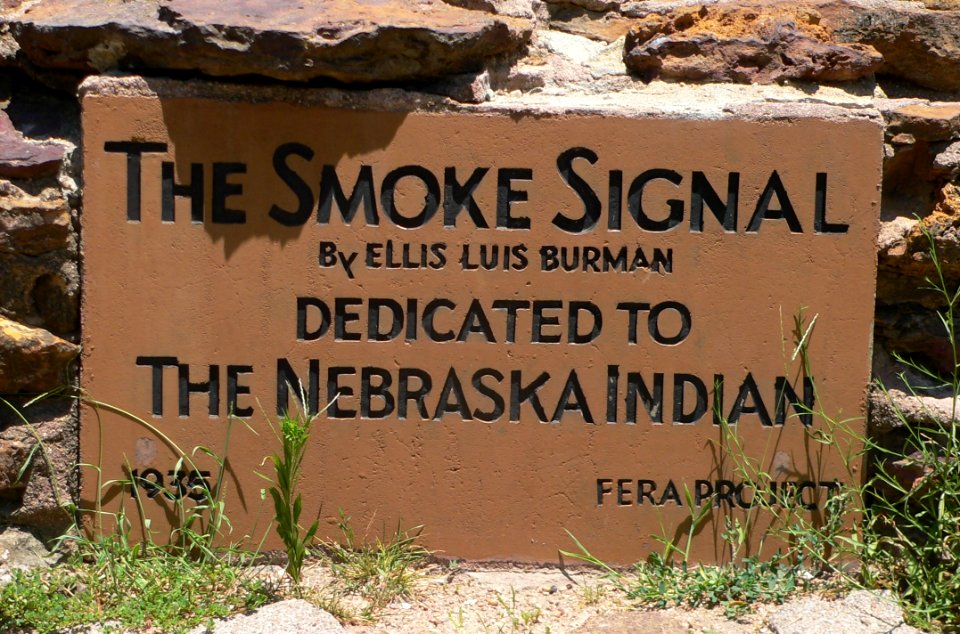 THE SMOKE SIGNAL
By ELLIS LUIS BURMAN
DEDICATED TO
THE NEBRASKA INDIAN
1935 FERA PROJECT